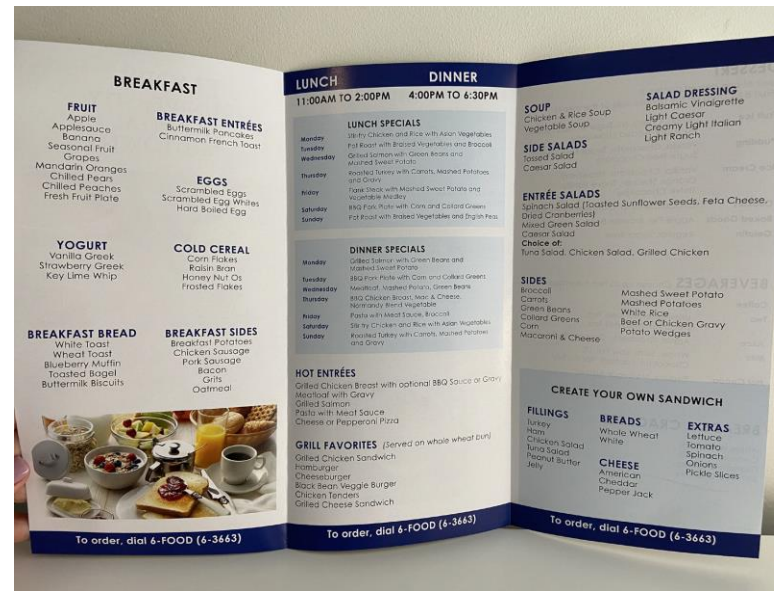 BREAKFAST
FRUIT
Apple
Applesauce
Banana
Seasonal Fruit
Grapes
Mandarin Oranges
Chilled Pears
Chilled Peaches
Fresh Fruit Plate
BREAKFAST ENTRÉES
Buttermilk Pancakes
Cinnamon French Toast
EGGS
Scrambled Eggs
Scrambled Egg Whites
Hard Boiled Egg
YOGURT
Vanilla Greek
Strawberry Greek
Key Lime Whip
COLD CEREAL
Corn Flakes
Raisin Bran
Honey Nut Os
Frosted Flakes
BREAKFAST BREAD
White Toast
Wheat Toast
Blueberry Muffin
Toasted Bagel
Buttermilk Biscuits
BREAKFAST SIDES
Breakfast Potatoes
Chicken Sausage
Pork Sausage
Bacon
Grits
Oatmeal
To order, dial 6-FOOD (6-3663)
LUNCH
11:00AM TO 2:00PM
DINNER
4:00PM TO 6:30PM
LUNCH SPECIALS
Monday Stir-fry Chicken and Rice with Asian Vegetables
Tuesday Pot Roast with Braised Vegetables and Broccoli
Wednesday Grilled Salmon with Green Beans and
Mashed Sweet Potato
Thursday Roasted Turkey with Carrots, Mashed Potatoes
and Gravy
Friday Flank Steak with Mashed Sweet Potato and
Vegetable Medley
Saturday BBQ Pork Plate with Corn and Collard Greens
Sunday Pot Roast with Braised Vegetables and English Peas
DINNER SPECIALS
Monday Grilled Salmon with Green Beans and
Mashed Sweet Potato
Tuesday BBQ Pork Plate with Corn and Collard Greens
Wednesday Meatloaf, Mashed Potato, Green Beans
Thursday BBQ Chicken Breast, Mac & Cheese,
Normandy Blend Vegetable
Friday Pasta with Meat Sauce, Broccoli
Saturday Stir fry Chicken and Rice with Asian Vegetables
Sunday Roasted Turkey with Carrots, Mashed Potatoes
and Gravy
HOT ENTRÉES
Grilled Chicken Breast with optional BBQ Sauce or Gravy
Meatloaf with Gravy
Grilled Salmon
Pasta with Meat Sauce
Cheese or Pepperoni Pizza
GRILL FAVORITES (Served on whole wheat bun)
Grilled Chicken Sandwich
Hamburger
Cheeseburger
Black Bean Veggie Burger
Chicken Tenders
Grilled Cheese Sandwich
To order, dial 6-FOOD (6-3663)
SOUP
Chicken & Rice Soup
Vegetable Soup
SALAD DRESSING
Balsamic Vinaigrette
Light Caesar
Creamy Light Italian
Light Ranch
SIDE SALADS
Tossed Salad
Caesar Salad
ENTRÉE SALADS
Spinach Salad (Toasted Sunflower Seeds, Feta Cheese,
Dried Cranberries)
Mixed Green Salad
Caesar Salad
Choice of:
Tuna Salad, Chicken Salad, Grilled Chicken
SIDES
Broccoli
Carrots
Green Beans
Collard Greens
Corn
Macaroni & Cheese
Mashed Sweet Potato
Mashed Potatoes
White Rice
Beef or Chicken Gravy
Potato Wedges
CREATE YOUR OWN SANDWICH
FILLINGS
Turkey
Ham
Chicken Salad
Tuna Salad
Peanut Butter
Jelly
BREADS
Whole Wheat
White
CHEESE
American
Cheddar
Pepper Jack
EXTRAS
Lettuce
Tomato
Spinach
Onions
Pickle Slices
To order, dial 6-FOOD (6-3663)